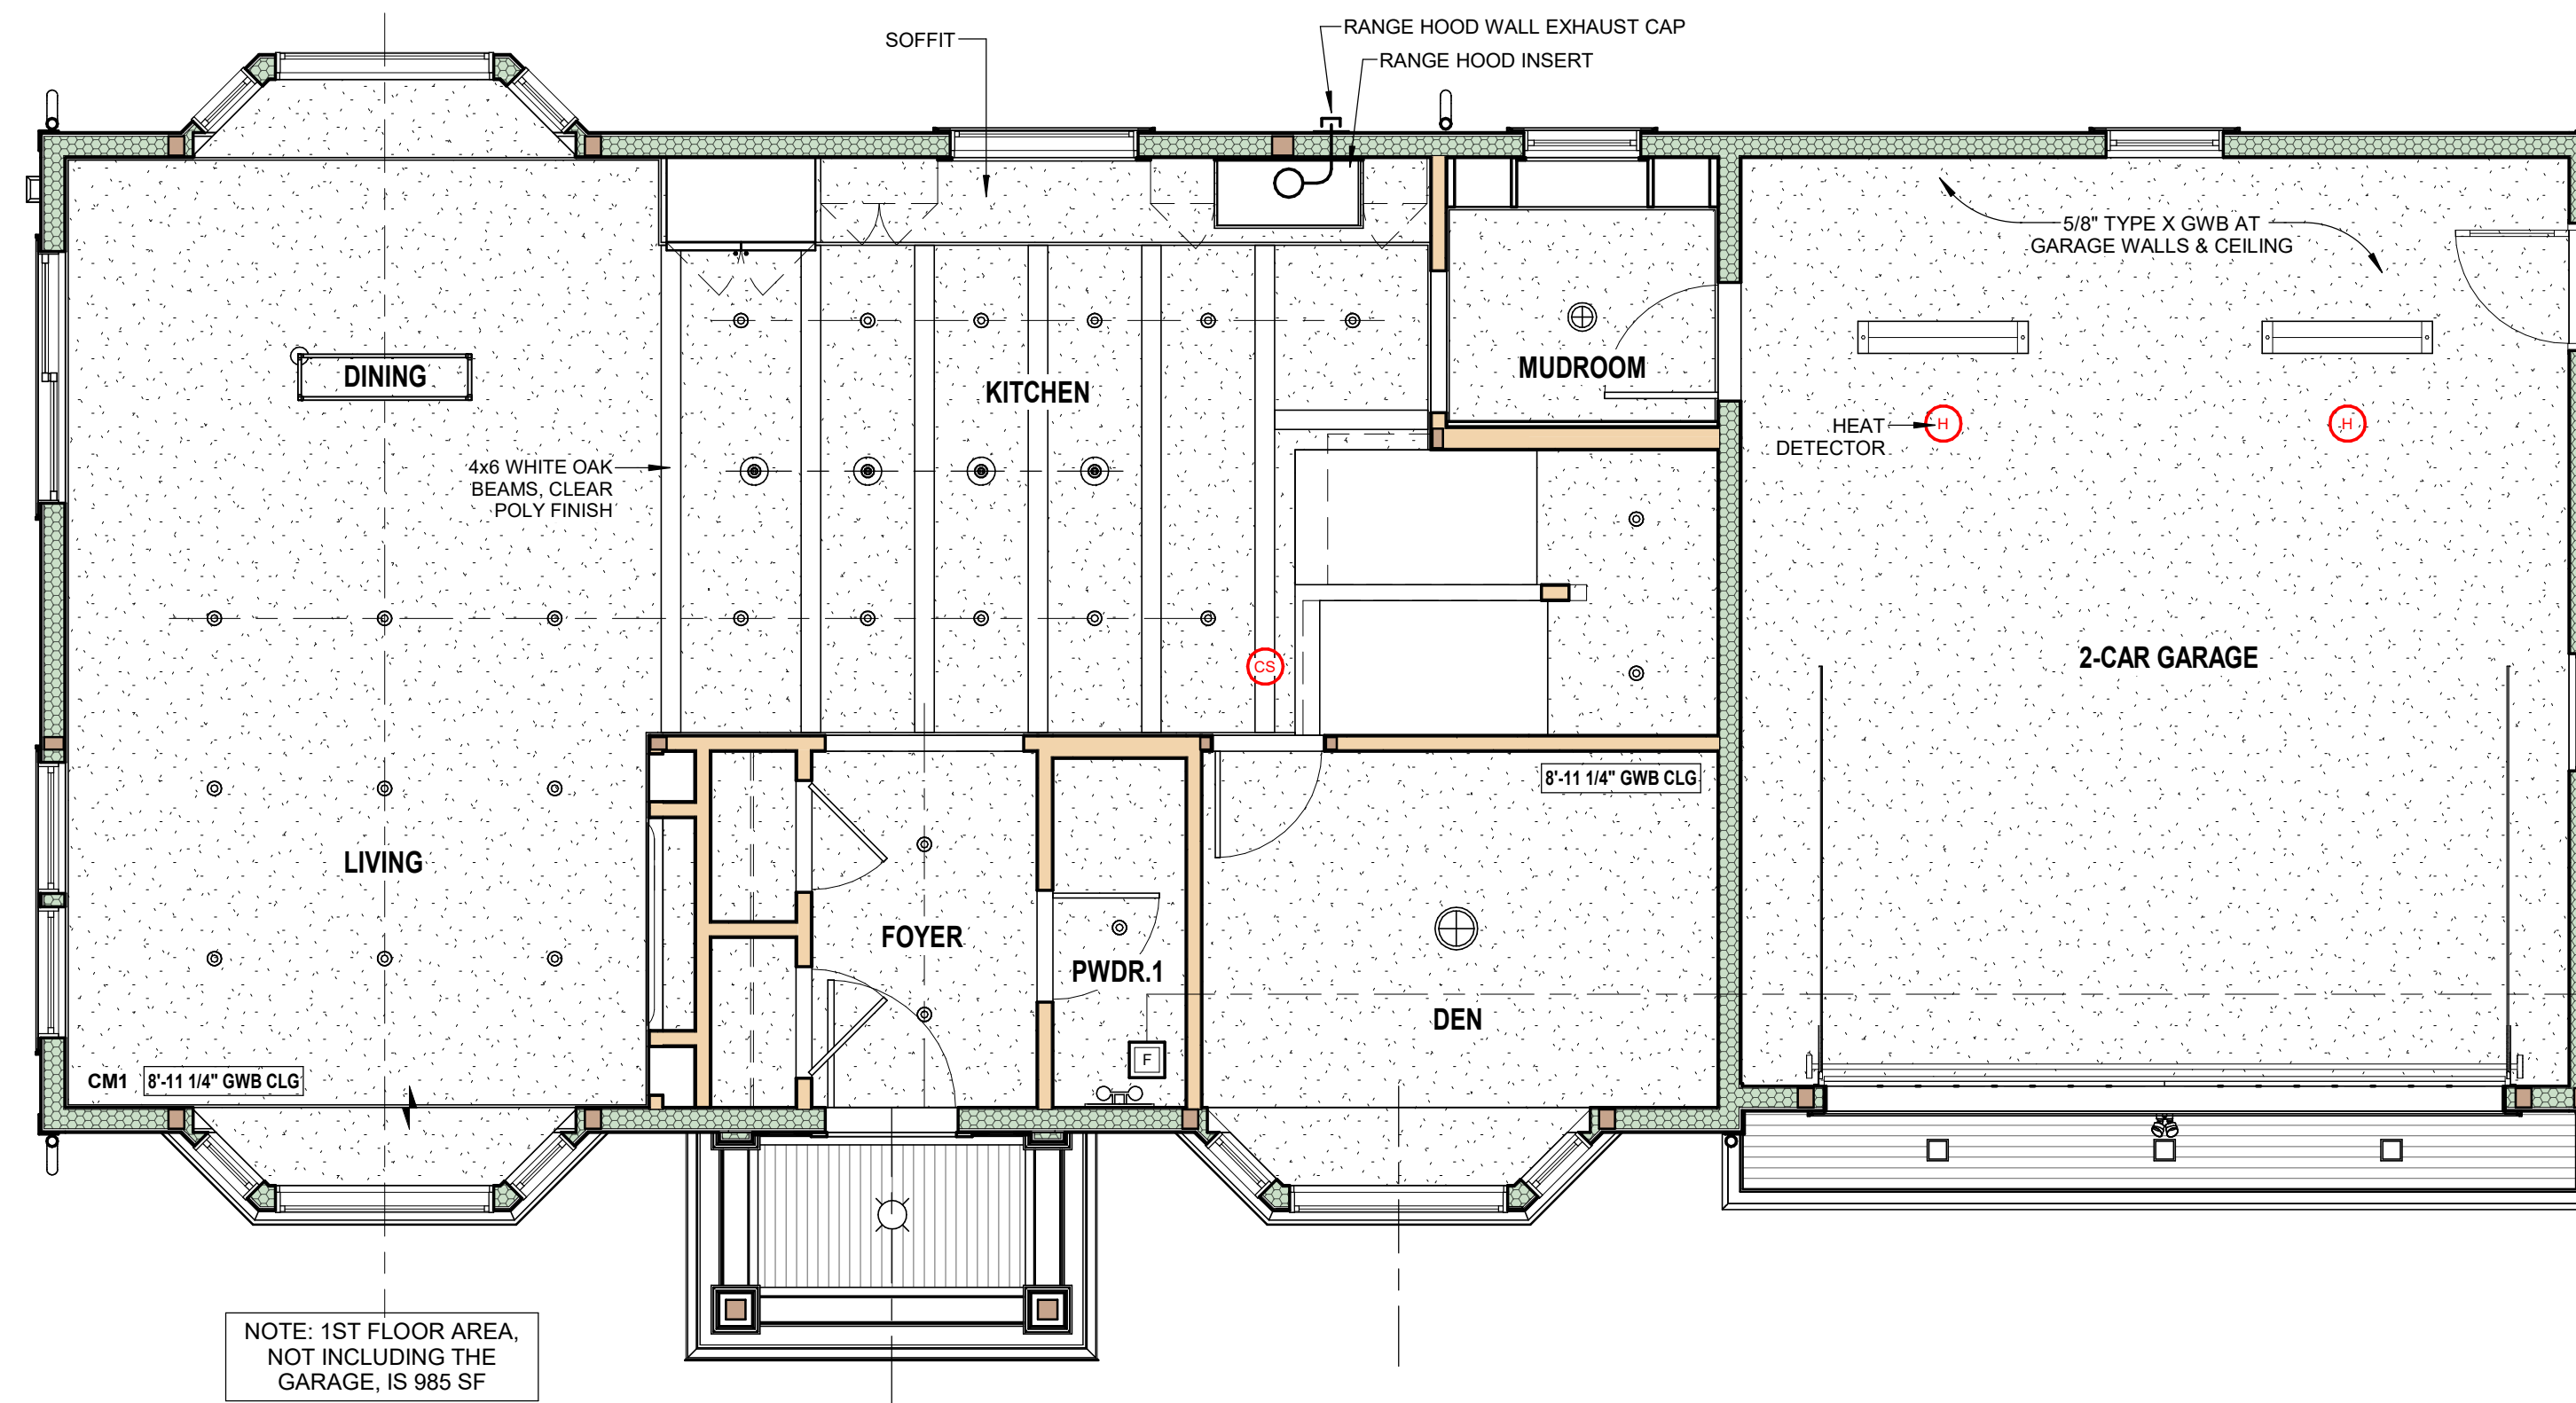 RANGE HOOD WALL EXHAUST CAP
SOFFIT
RANGE HOOD INSERT
5/8" TYPE X GWB AT
GARAGE WALLS & CEILING
DINING
KITCHEN
MUDROOM
HEAT
DETECTOR
H
H
4x6 WHITE OAK
BEAMS, CLEAR
POLY FINISH
CS
2-CAR GARAGE
8'-11 1/4" GWB CLG
LIVING
FOYER
PWDR.1
DEN
F
CM1
8'-11 1/4" GWB CLG
NOTE: 1ST FLOOR AREA,
NOT INCLUDING THE
GARAGE, IS 985 SF